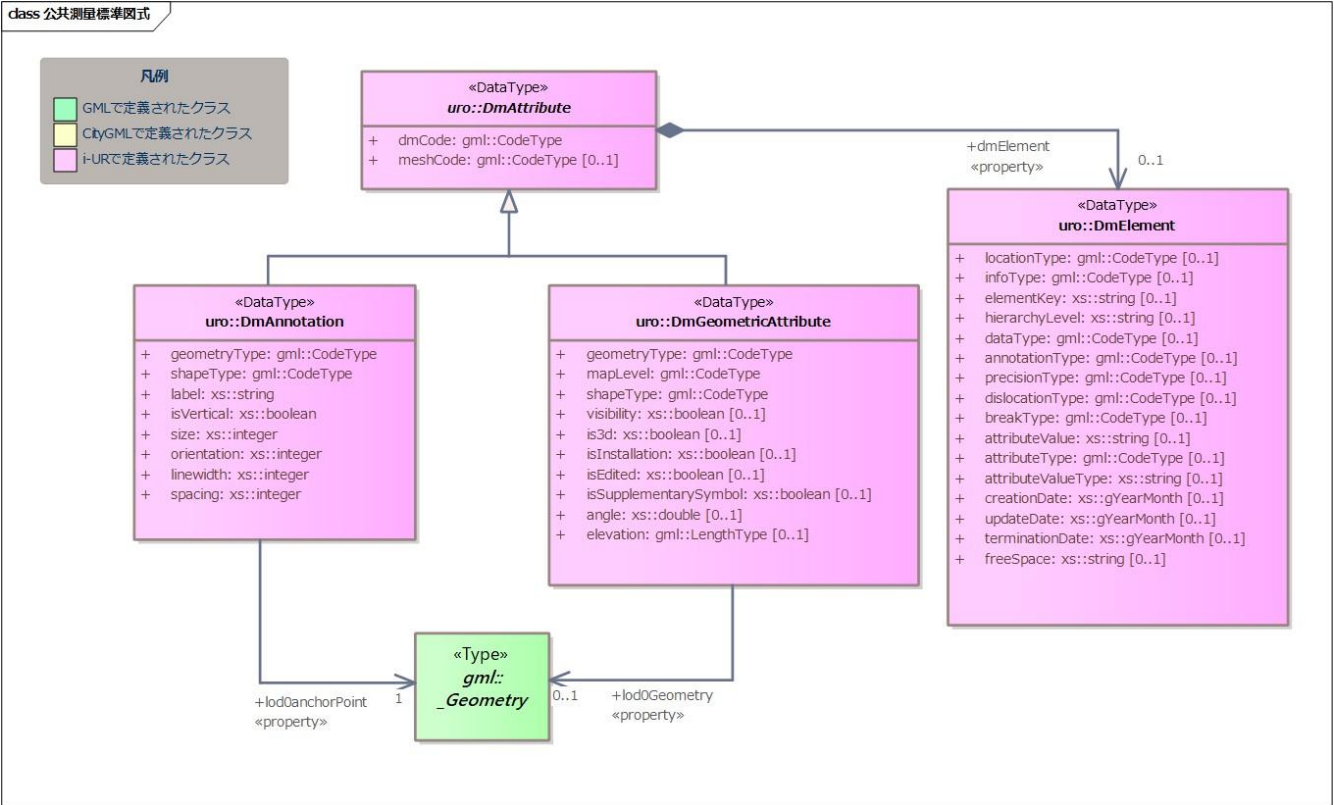 class 公共測量標準図式
凡例
GMLで定義されたクラス
CityGMLで定義されたクラス
i-URで定義されたクラス
«DataType»
uro::DmAttribute
+ dmCode: gml::CodeType
+ meshCode: gml::CodeType [0..1]
+dmElement
«property»
0..1
«DataType»
uro::DmElement
+ locationType: gml::CodeType [0..1]
+ infoType: gml::CodeType [0..1]
+ elementKey: xs::string [0..1]
+ hierarchyLevel: xs::string [0..1]
+ dataType: gml::CodeType [0..1]
+ annotationType: gml::CodeType [0..1]
+ precisionType: gml::CodeType [0..1]
+ dislocationType: gml::CodeType [0..1]
+ breakType: gml::CodeType [0..1]
+ attributeValue: xs::string [0..1]
+ attributeType: gml::CodeType [0..1]
+ attributeValueType: xs::string [0..1]
+ creationDate: xs::gYearMonth [0..1]
+ updateDate: xs::gYearMonth [0..1]
+ terminationDate: xs::gYearMonth [0..1]
+ freeSpace: xs::string [0..1]
«DataType»
uro::DmAnnotation
+ geometryType: gml::CodeType
+ shapeType: gml::CodeType
+ label: xs::string
+ isVertical: xs::boolean
+ size: xs::integer
+ orientation: xs::integer
+ linewidth: xs::integer
+ spacing: xs::integer
«DataType»
uro::DmGeometricAttribute
+ geometryType: gml::CodeType
+ mapLevel: gml::CodeType
+ shapeType: gml::CodeType
+ visibility: xs::boolean [0..1]
+ is3d: xs::boolean [0..1]
+ isInstallation: xs::boolean [0..1]
+ isEdited: xs::boolean [0..1]
+ isSupplementarySymbol: xs::boolean [0..1]
+ angle: xs::double [0..1]
+ elevation: gml::LengthType [0..1]
+lod0anchorPoint
«property»
1
«Type»
gml::
_Geometry
0..1
+lod0Geometry
«property»